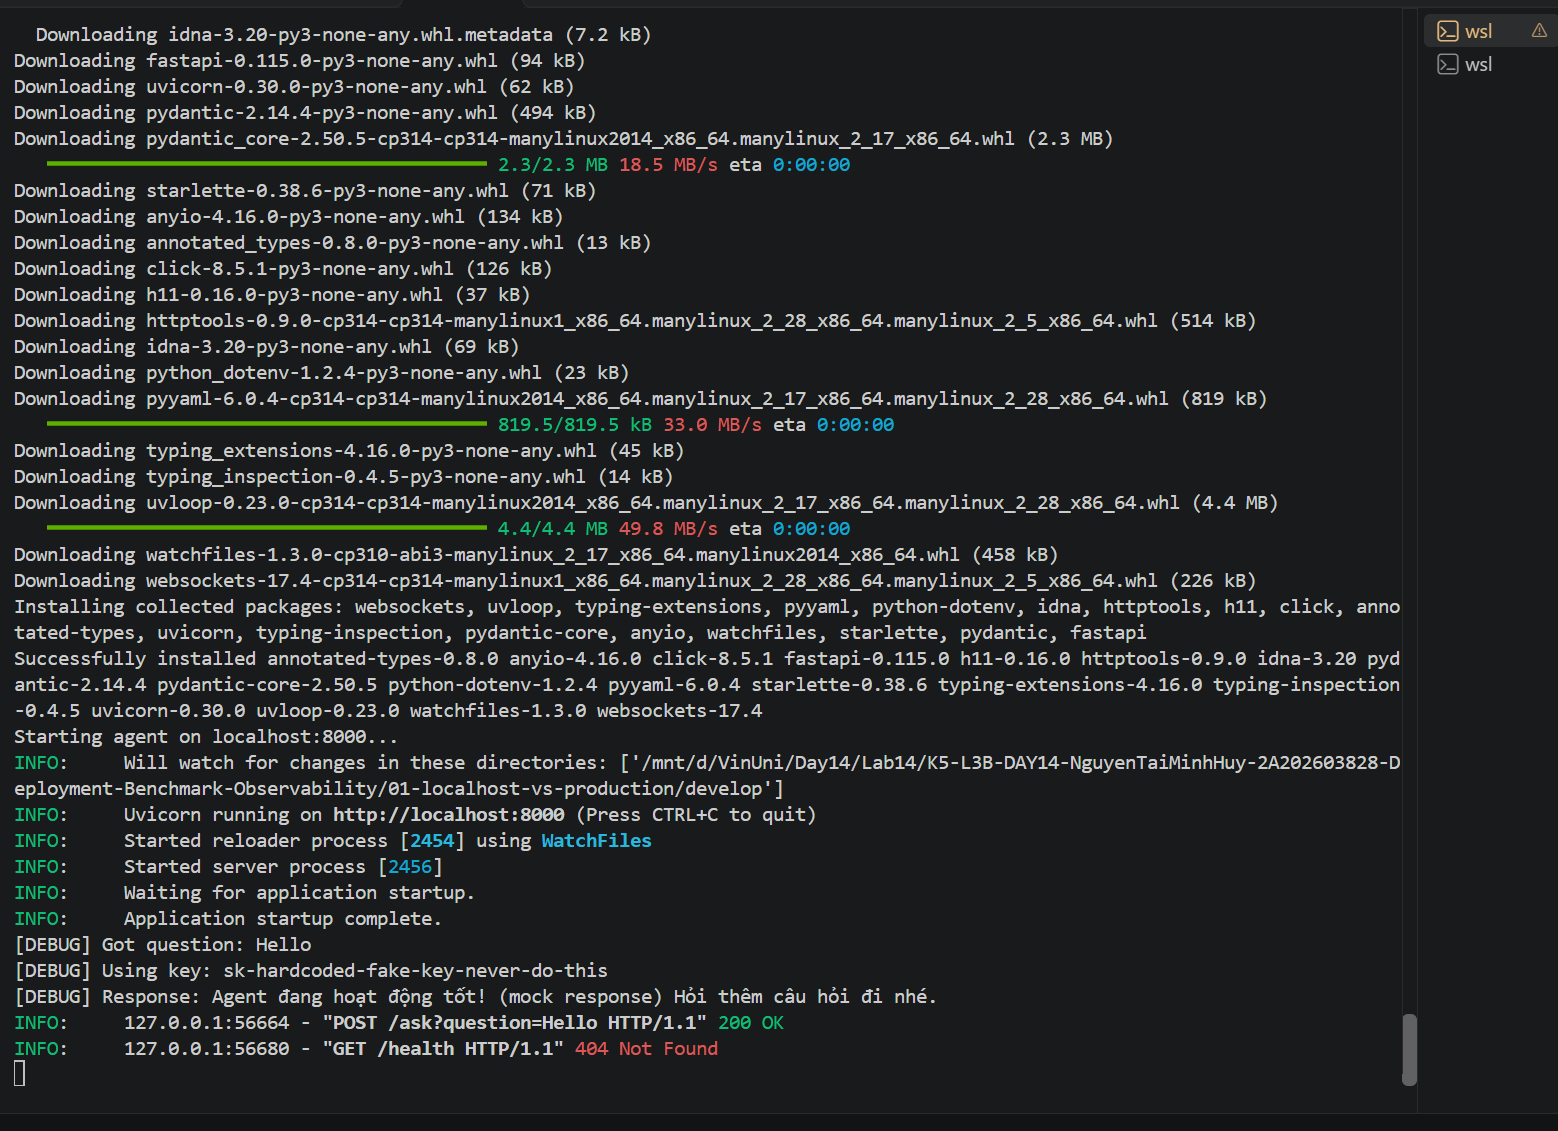 Downloading idna-3.20-py3-none-any.whl.metadata (7.2 kB)
Downloading fastapi-0.115.0-py3-none-any.whl (94 kB)
Downloading uvicorn-0.30.0-py3-none-any.whl (62 kB)
Downloading pydantic-2.14.4-py3-none-any.whl (494 kB)
Downloading pydantic_core-2.50.5-cp314-cp314-manylinux2014_x86_64.manylinux_2_17_x86_64.whl (2.3 MB)
2.3/2.3 MB 18.5 MB/s eta 0:00:00
Downloading starlette-0.38.6-py3-none-any.whl (71 kB)
Downloading anyio-4.16.0-py3-none-any.whl (134 kB)
Downloading annotated_types-0.8.0-py3-none-any.whl (13 kB)
Downloading click-8.5.1-py3-none-any.whl (126 kB)
Downloading h11-0.16.0-py3-none-any.whl (37 kB)
Downloading httptools-0.9.0-cp314-cp314-manylinux1_x86_64.manylinux_2_28_x86_64.manylinux_2_5_x86_64.whl (514 kB)
Downloading idna-3.20-py3-none-any.whl (69 kB)
Downloading python_dotenv-1.2.4-py3-none-any.whl (23 kB)
Downloading pyyaml-6.0.4-cp314-cp314-manylinux2014_x86_64.manylinux_2_17_x86_64.manylinux_2_28_x86_64.whl (819 kB)
819.5/819.5 kB 33.0 MB/s eta 0:00:00
Downloading typing_extensions-4.16.0-py3-none-any.whl (45 kB)
Downloading typing_inspection-0.4.5-py3-none-any.whl (14 kB)
Downloading uvloop-0.23.0-cp314-cp314-manylinux2014_x86_64.manylinux_2_17_x86_64.manylinux_2_28_x86_64.whl (4.4 MB)
4.4/4.4 MB 49.8 MB/s eta 0:00:00
Downloading watchfiles-1.3.0-cp310-abi3-manylinux_2_17_x86_64.manylinux2014_x86_64.whl (458 kB)
Downloading websockets-17.4-cp314-cp314-manylinux1_x86_64.manylinux_2_28_x86_64.manylinux_2_5_x86_64.whl (226 kB)
Installing collected packages: websockets, uvloop, typing-extensions, pyyaml, python-dotenv, idna, httptools, h11, click, anno
tated-types, uvicorn, typing-inspection, pydantic-core, anyio, watchfiles, starlette, pydantic, fastapi
Successfully installed annotated-types-0.8.0 anyio-4.16.0 click-8.5.1 fastapi-0.115.0 h11-0.16.0 httptools-0.9.0 idna-3.20 pyd
antic-2.14.4 pydantic-core-2.50.5 python-dotenv-1.2.4 pyyaml-6.0.4 starlette-0.38.6 typing-extensions-4.16.0 typing-inspection
-0.4.5 uvicorn-0.30.0 uvloop-0.23.0 watchfiles-1.3.0 websockets-17.4
Starting agent on localhost:8000...
INFO: Will watch for changes in these directories: ['/mnt/d/VinUni/Day14/Lab14/K5-L3B-DAY14-NguyenTaiMinhHuy-2A202603828-D
eployment-Benchmark-Observability/01-localhost-vs-production/develop']
INFO: Uvicorn running on http://localhost:8000 (Press CTRL+C to quit)
INFO: Started reloader process [2454] using WatchFiles
INFO: Started server process [2456]
INFO: Waiting for application startup.
INFO: Application startup complete.
[DEBUG] Got question: Hello
[DEBUG] Using key: sk-hardcoded-fake-key-never-do-this
[DEBUG] Response: Agent đang hoạt động tốt! (mock response) Hỏi thêm câu hỏi đi nhé.
INFO: 127.0.0.1:56664 - "POST /ask?question=Hello HTTP/1.1" 200 OK
INFO: 127.0.0.1:56680 - "GET /health HTTP/1.1" 404 Not Found
wsl
wsl